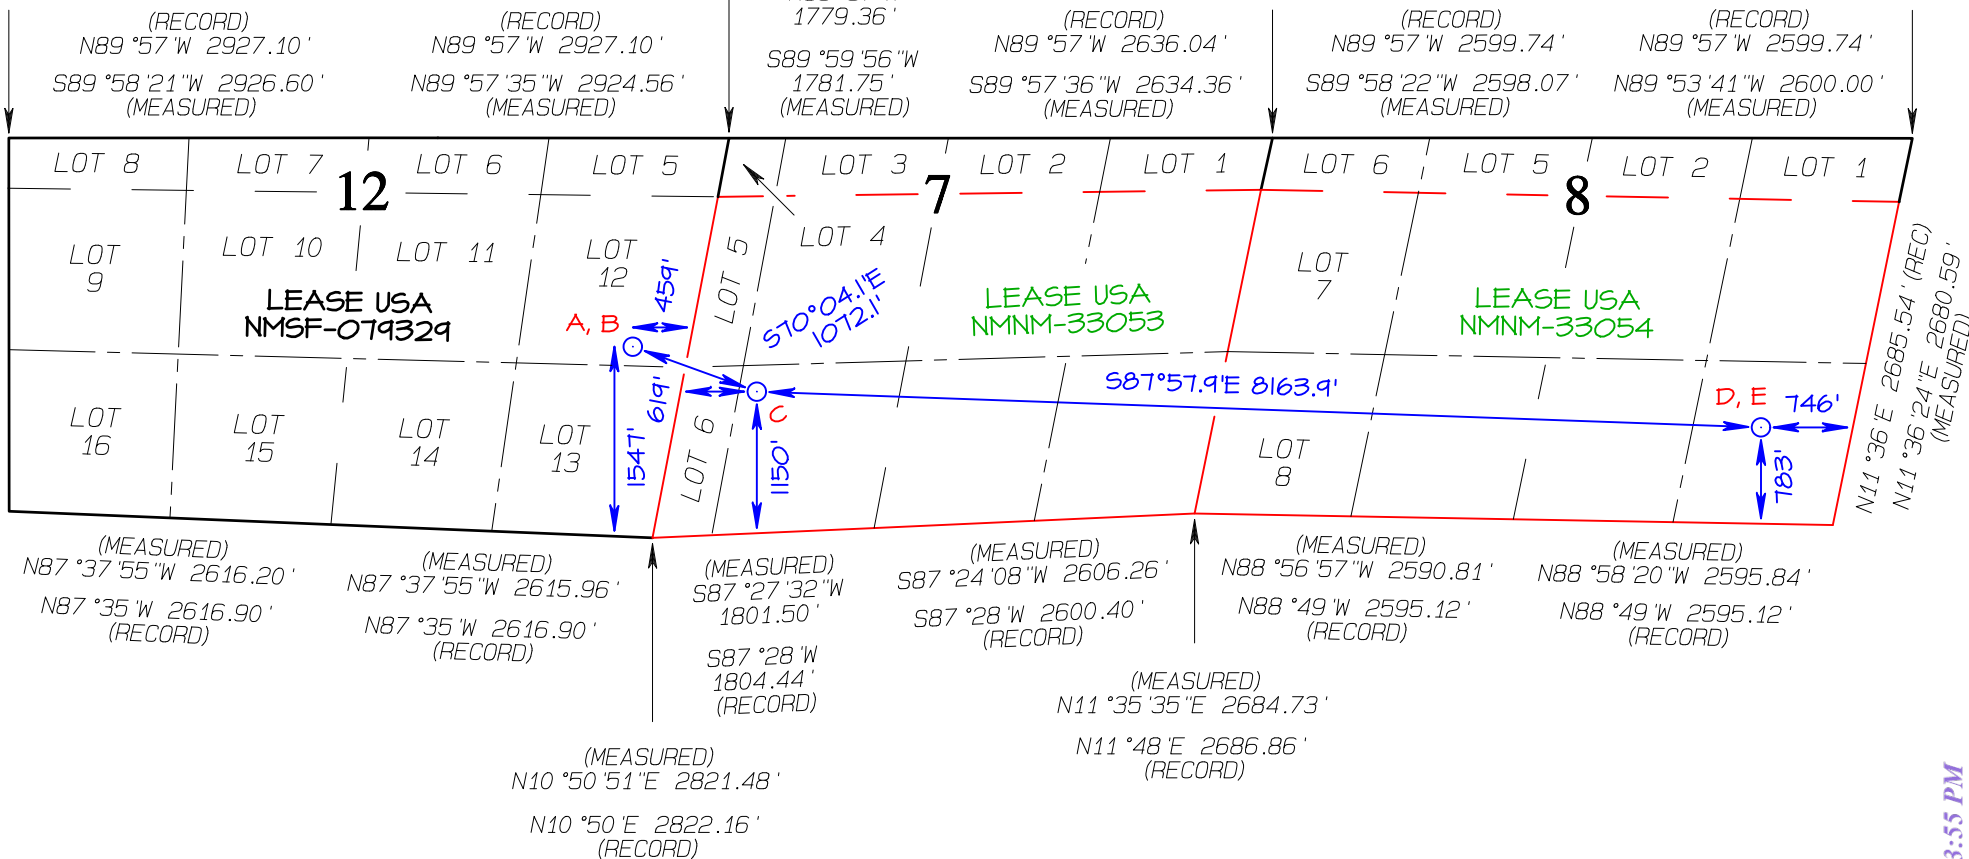 1779.36'
(RECORD)
N89°57'W 2927.10'
S89°58'21"W 2926.60'
(MEASURED)
(RECORD)
N89°57'W 2927.10'
N89°57'35"W 2924.56'
(MEASURED)
S89°59'56"W
1781.75'
(MEASURED)
(RECORD)
N89°57'W 2636.04'
S89°57'36"W 2634.36'
(MEASURED)
(RECORD)
N89°57'W 2599.74'
S89°58'22"W 2598.07'
(MEASURED)
(RECORD)
N89°57'W 2599.74'
N89°53'41"W 2600.00'
(MEASURED)
LOT 8
LOT 7
LOT 6
LOT 5
LOT 3
LOT 2
LOT 1
LOT 6
LOT 5
LOT 2
LOT 1
12
7
8
LOT
9
LOT 10
LOT 11
LOT
12
LOT 5
LOT 4
LOT
7
LEASE USA
NMSF-079329
LEASE USA
NMNM-33053
LEASE USA
NMNM-33054
A, B
459'
S70°04.1'E
1072.1'
S87°57.9'E 8163.9'
D, E
746'
783'
C
619'
1547'
1150'
LOT
16
LOT
15
LOT
14
LOT
13
LOT 6
LOT
8
N11°36'E 2685.54' (REC)
N11°36'24"E 2680.59'
(MEASURED)
(MEASURED)
N87°37'55"W 2616.20'
N87°35'W 2616.90'
(RECORD)
(MEASURED)
N87°37'55"W 2615.96'
N87°35'W 2616.90'
(RECORD)
(MEASURED)
S87°27'32"W
1801.50'
S87°28'W
1804.44'
(RECORD)
(MEASURED)
S87°24'08"W 2606.26'
S87°28'W 2600.40'
(RECORD)
(MEASURED)
N88°56'57"W 2590.81'
N88°49'W 2595.12'
(RECORD)
(MEASURED)
N88°58'20"W 2595.84'
N88°49'W 2595.12'
(RECORD)
(MEASURED)
N11°35'35"E 2684.73'
N11°48'E 2686.86'
(RECORD)
(MEASURED)
N10°50'51"E 2821.48'
N10°50'E 2822.16'
(RECORD)
3:55 PM